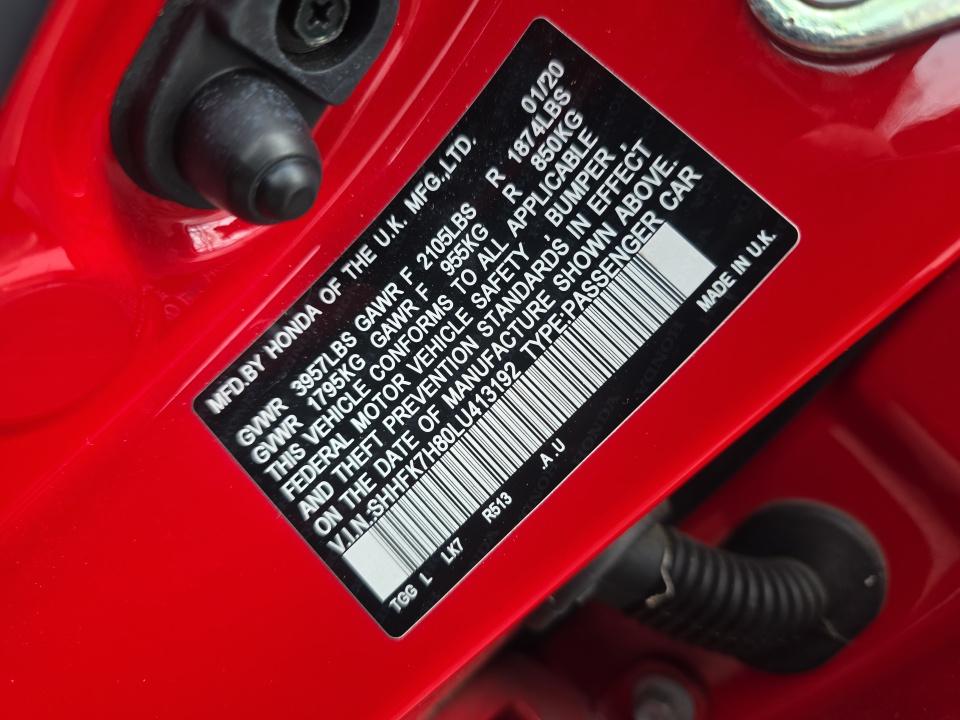 MFD.BY HONDA OF THE U.K. MFG.,LTD. 01/20
GVWR 3957LBS GAWR F 2105LBS R 1874LBS
GVWR 1795KG GAWR F 955KG R 850KG
THIS VEHICLE CONFORMS TO ALL APPLICABLE
FEDERAL MOTOR VEHICLE SAFETY , BUMPER ,
AND THEFT PREVENTION STANDARDS IN EFFECT
ON THE DATE OF MANUFACTURE SHOWN ABOVE.
V.I.N.:SHHFK7H80LU413192 TYPE:PASSENGER CAR
TGG L LK7 R513 .A .U MADE IN U.K.